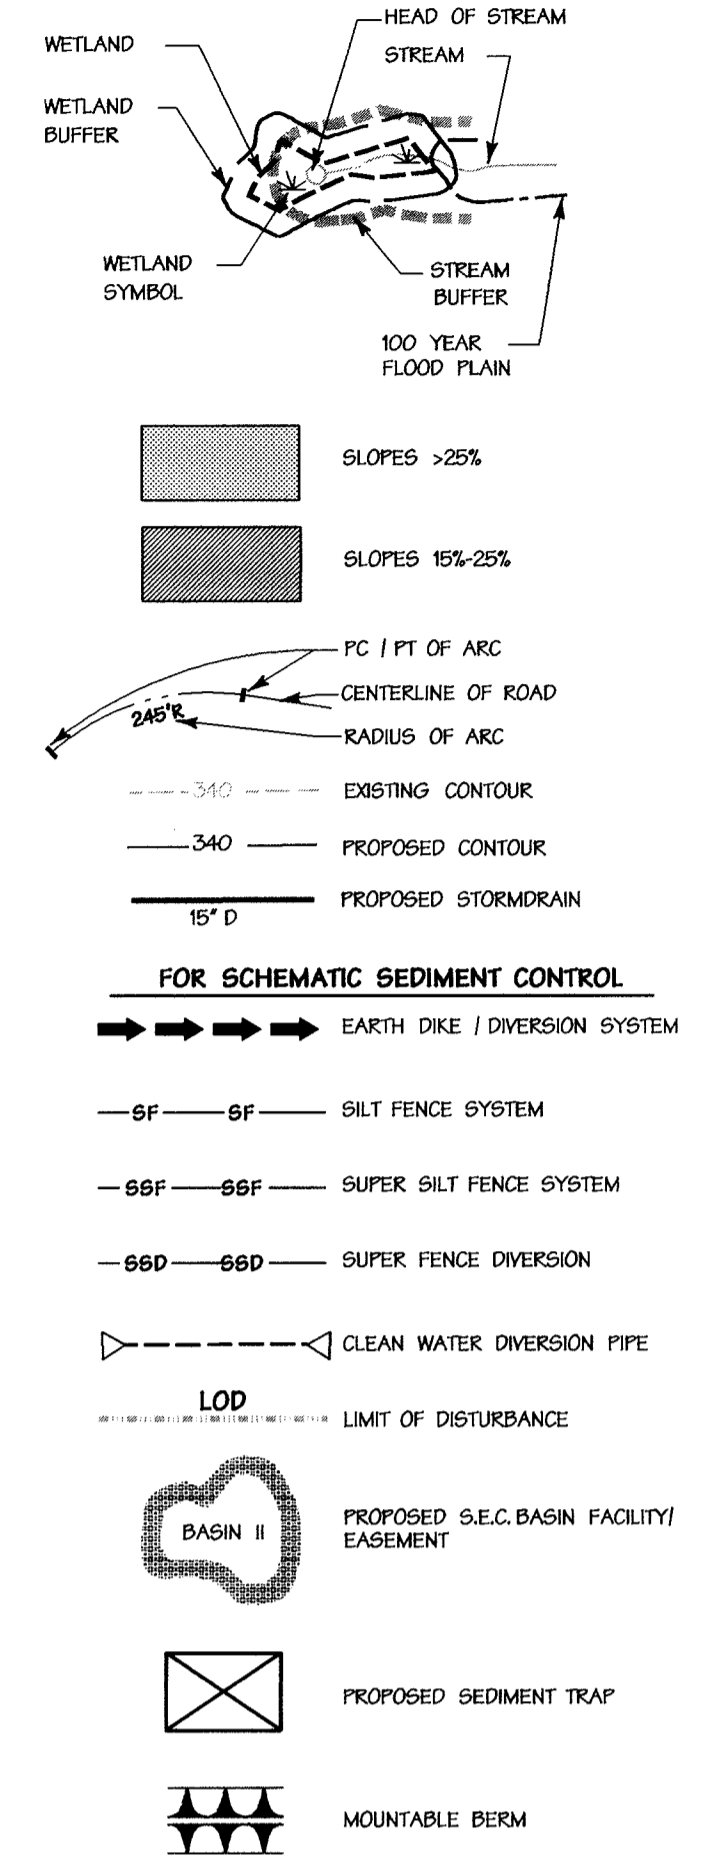 HEAD OF STREAM
WETLAND
STREAM
WETLAND
BUFFER
WETLAND
SYMBOL
STREAM
BUFFER
100 YEAR
FLOOD PLAIN
SLOPES >25%
SLOPES 15%-25%
PC / PT OF ARC
CENTERLINE OF ROAD
245'R
RADIUS OF ARC
340 EXISTING CONTOUR
340 PROPOSED CONTOUR
PROPOSED STORMDRAIN
15" D
FOR SCHEMATIC SEDIMENT CONTROL
EARTH DIKE / DIVERSION SYSTEM
SF SF SILT FENCE SYSTEM
SSF SSF SUPER SILT FENCE SYSTEM
SSD SSD SUPER FENCE DIVERSION
CLEAN WATER DIVERSION PIPE
LOD
LIMIT OF DISTURBANCE
PROPOSED S.E.C. BASIN FACILITY/
BASIN II
EASEMENT
PROPOSED SEDIMENT TRAP
MOUNTABLE BERM